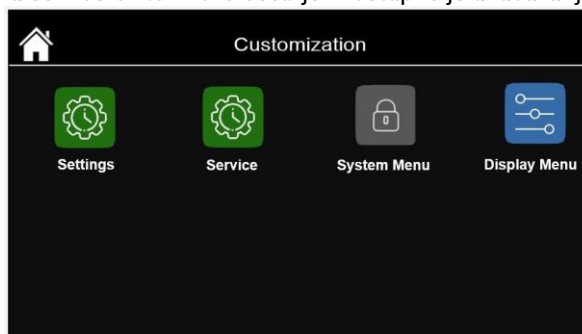 Customization
Settings
Service
System Menu
Display Menu